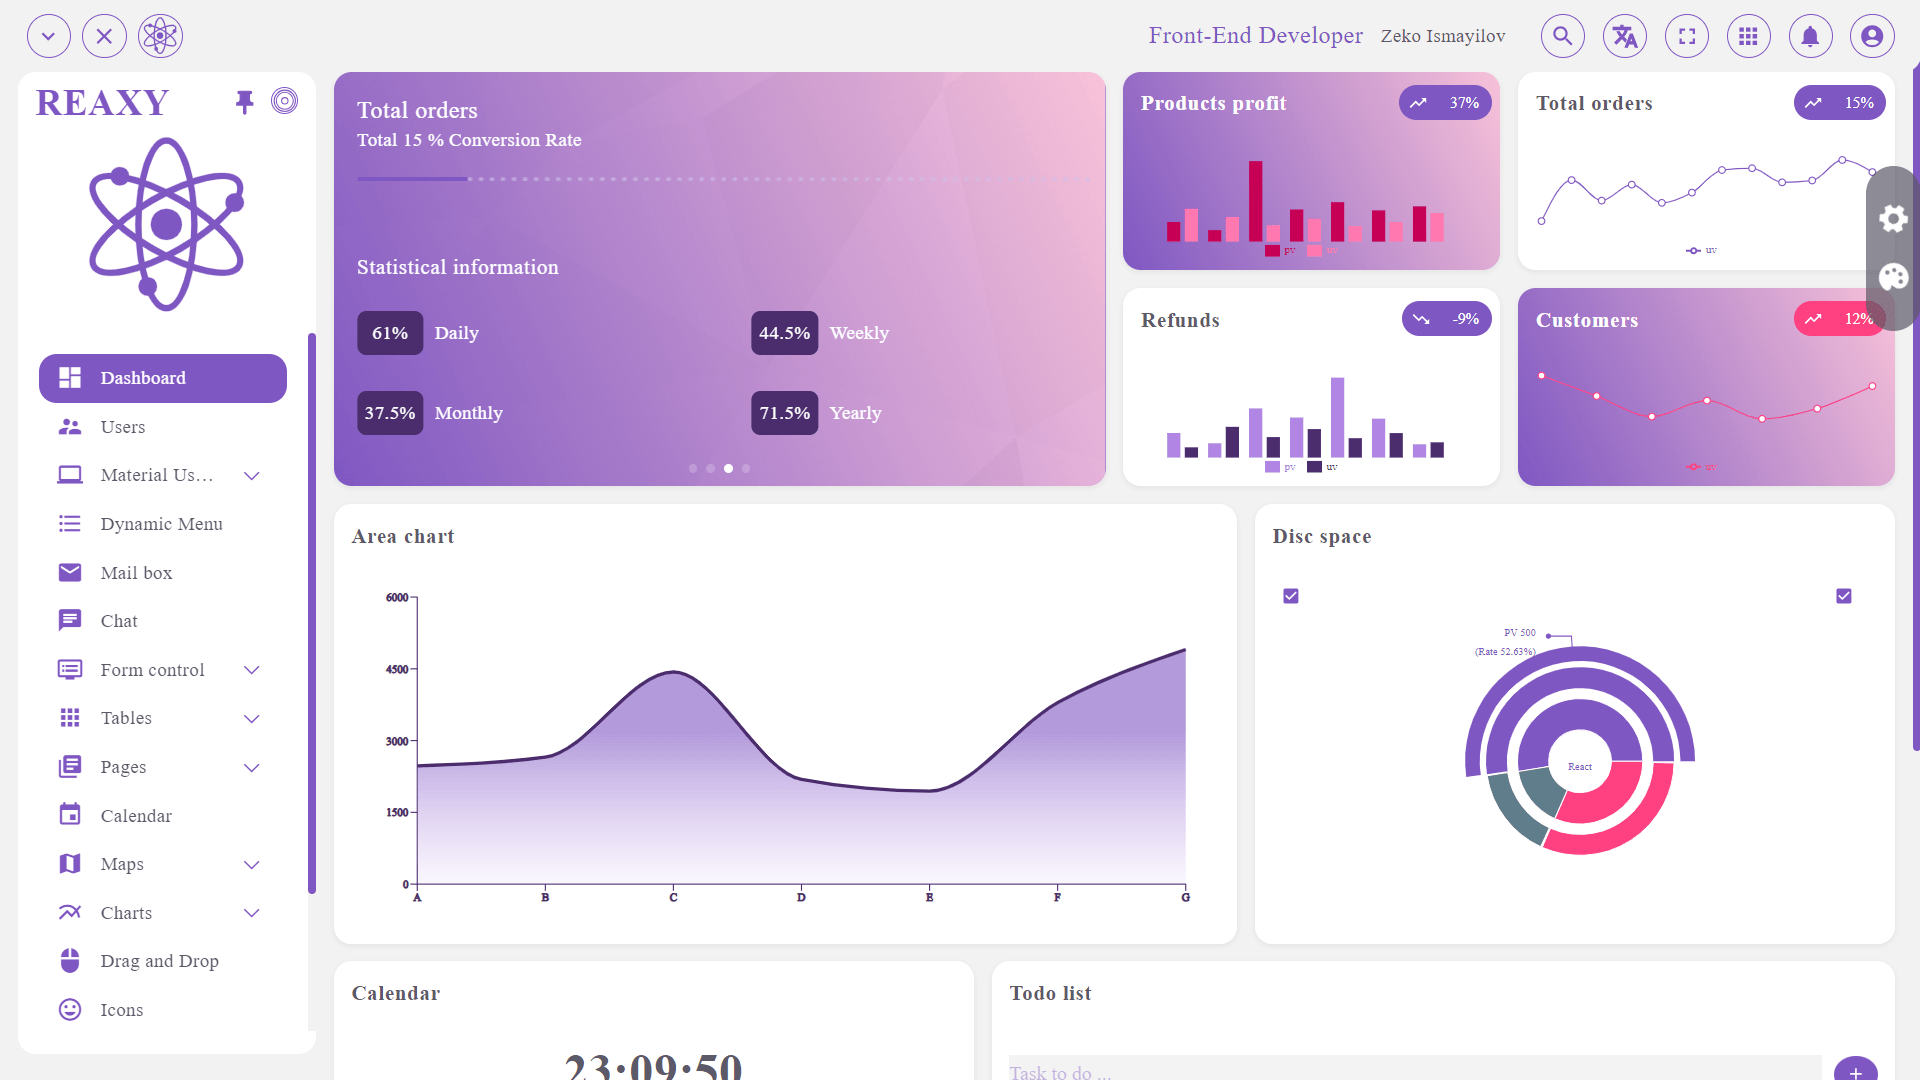 Front-End Developer Zeko Ismayilov
REAXY
Dashboard
Users
Material Us...
Dynamic Menu
Mail box
Chat
Form control
Tables
Pages
Calendar
Maps
Charts
Drag and Drop
Icons
Total orders
Total 15 % Conversion Rate
Statistical information
61% Daily
44.5% Weekly
37.5% Monthly
71.5% Yearly
Products profit
37%
pv uv
Total orders
15%
uv
Refunds
-9%
pv uv
Customers
12%
uv
Area chart
6000
4500
3000
1500
0
A B C D E F G
Disc space
PV 500
(Rate 52.63%)
React
Calendar
23:09:50
Todo list
Task to do ...